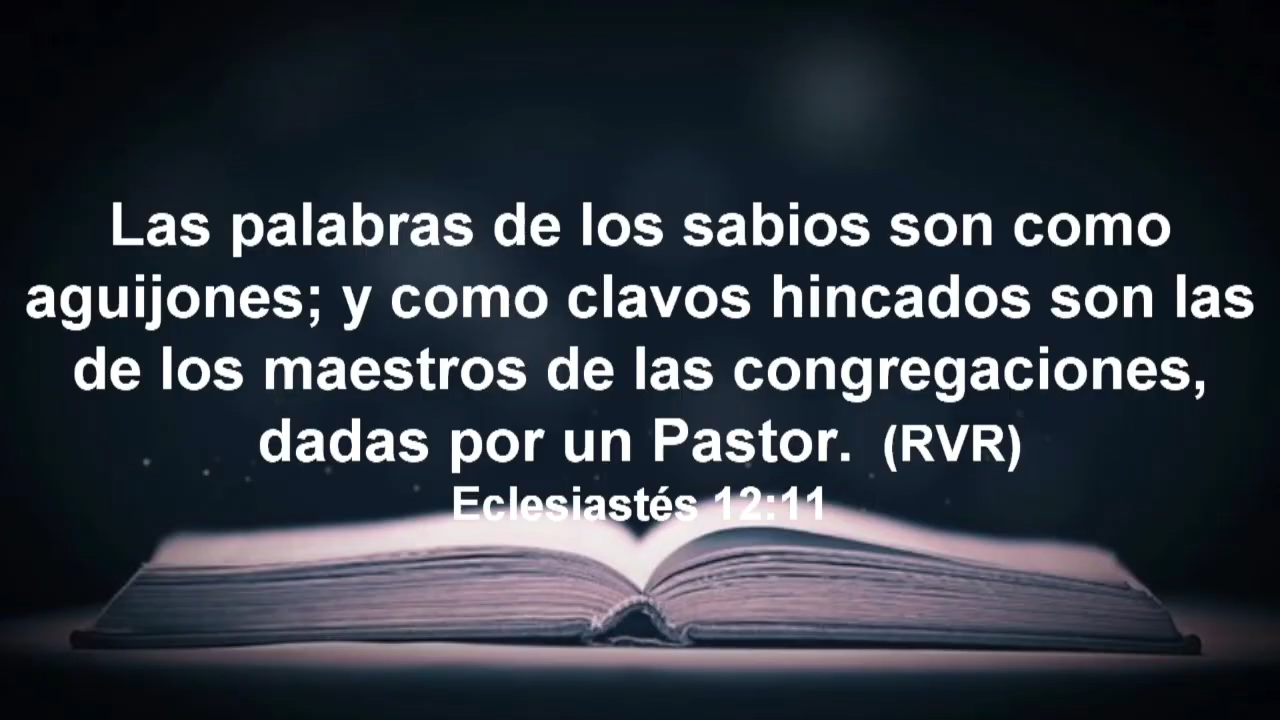 Las palabras de los sabios son como
aguijones; y como clavos hincados son las
de los maestros de las congregaciones,
dadas por un Pastor. (RVR)
Eclesiastés 12:11